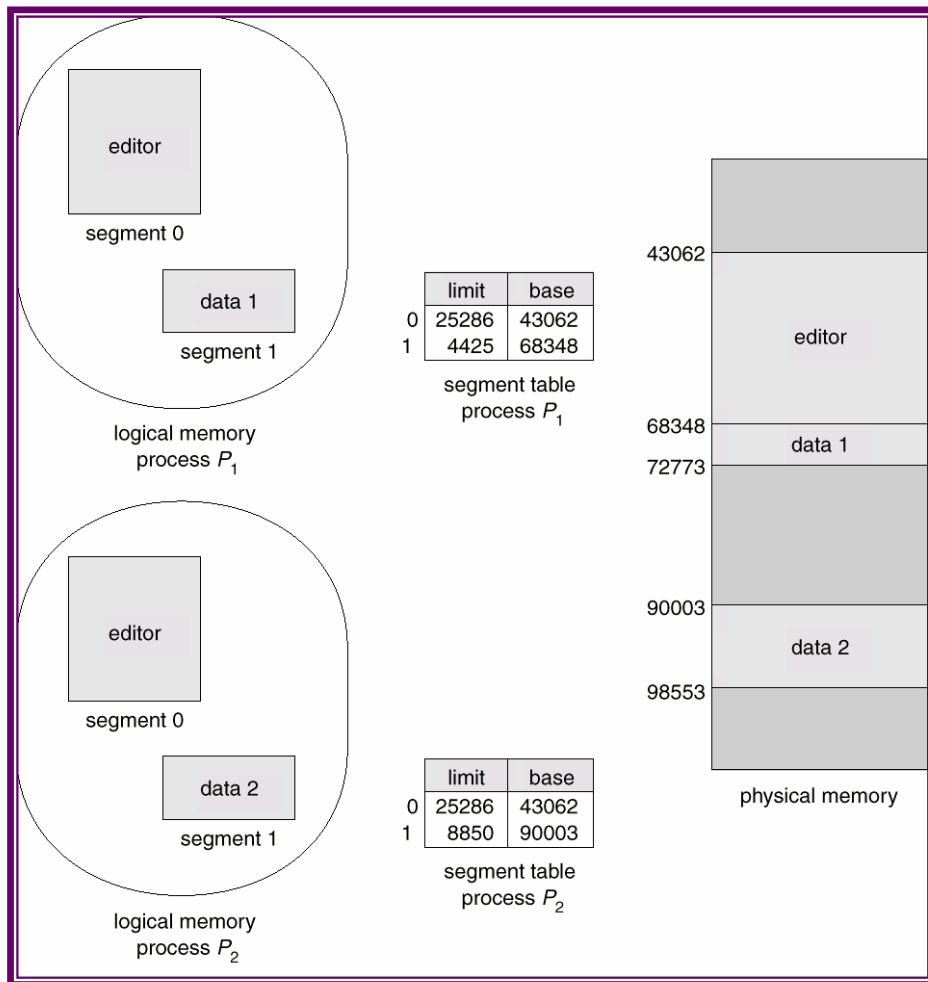 editor
segment 0
data 1
segment 1
logical memory
process P1
limit base
0 25286 43062
1 4425 68348
segment table
process P1
editor
segment 0
data 2
segment 1
logical memory
process P2
limit base
0 25286 43062
1 8850 90003
segment table
process P2
43062
editor
68348
data 1
72773
90003
data 2
98553
physical memory